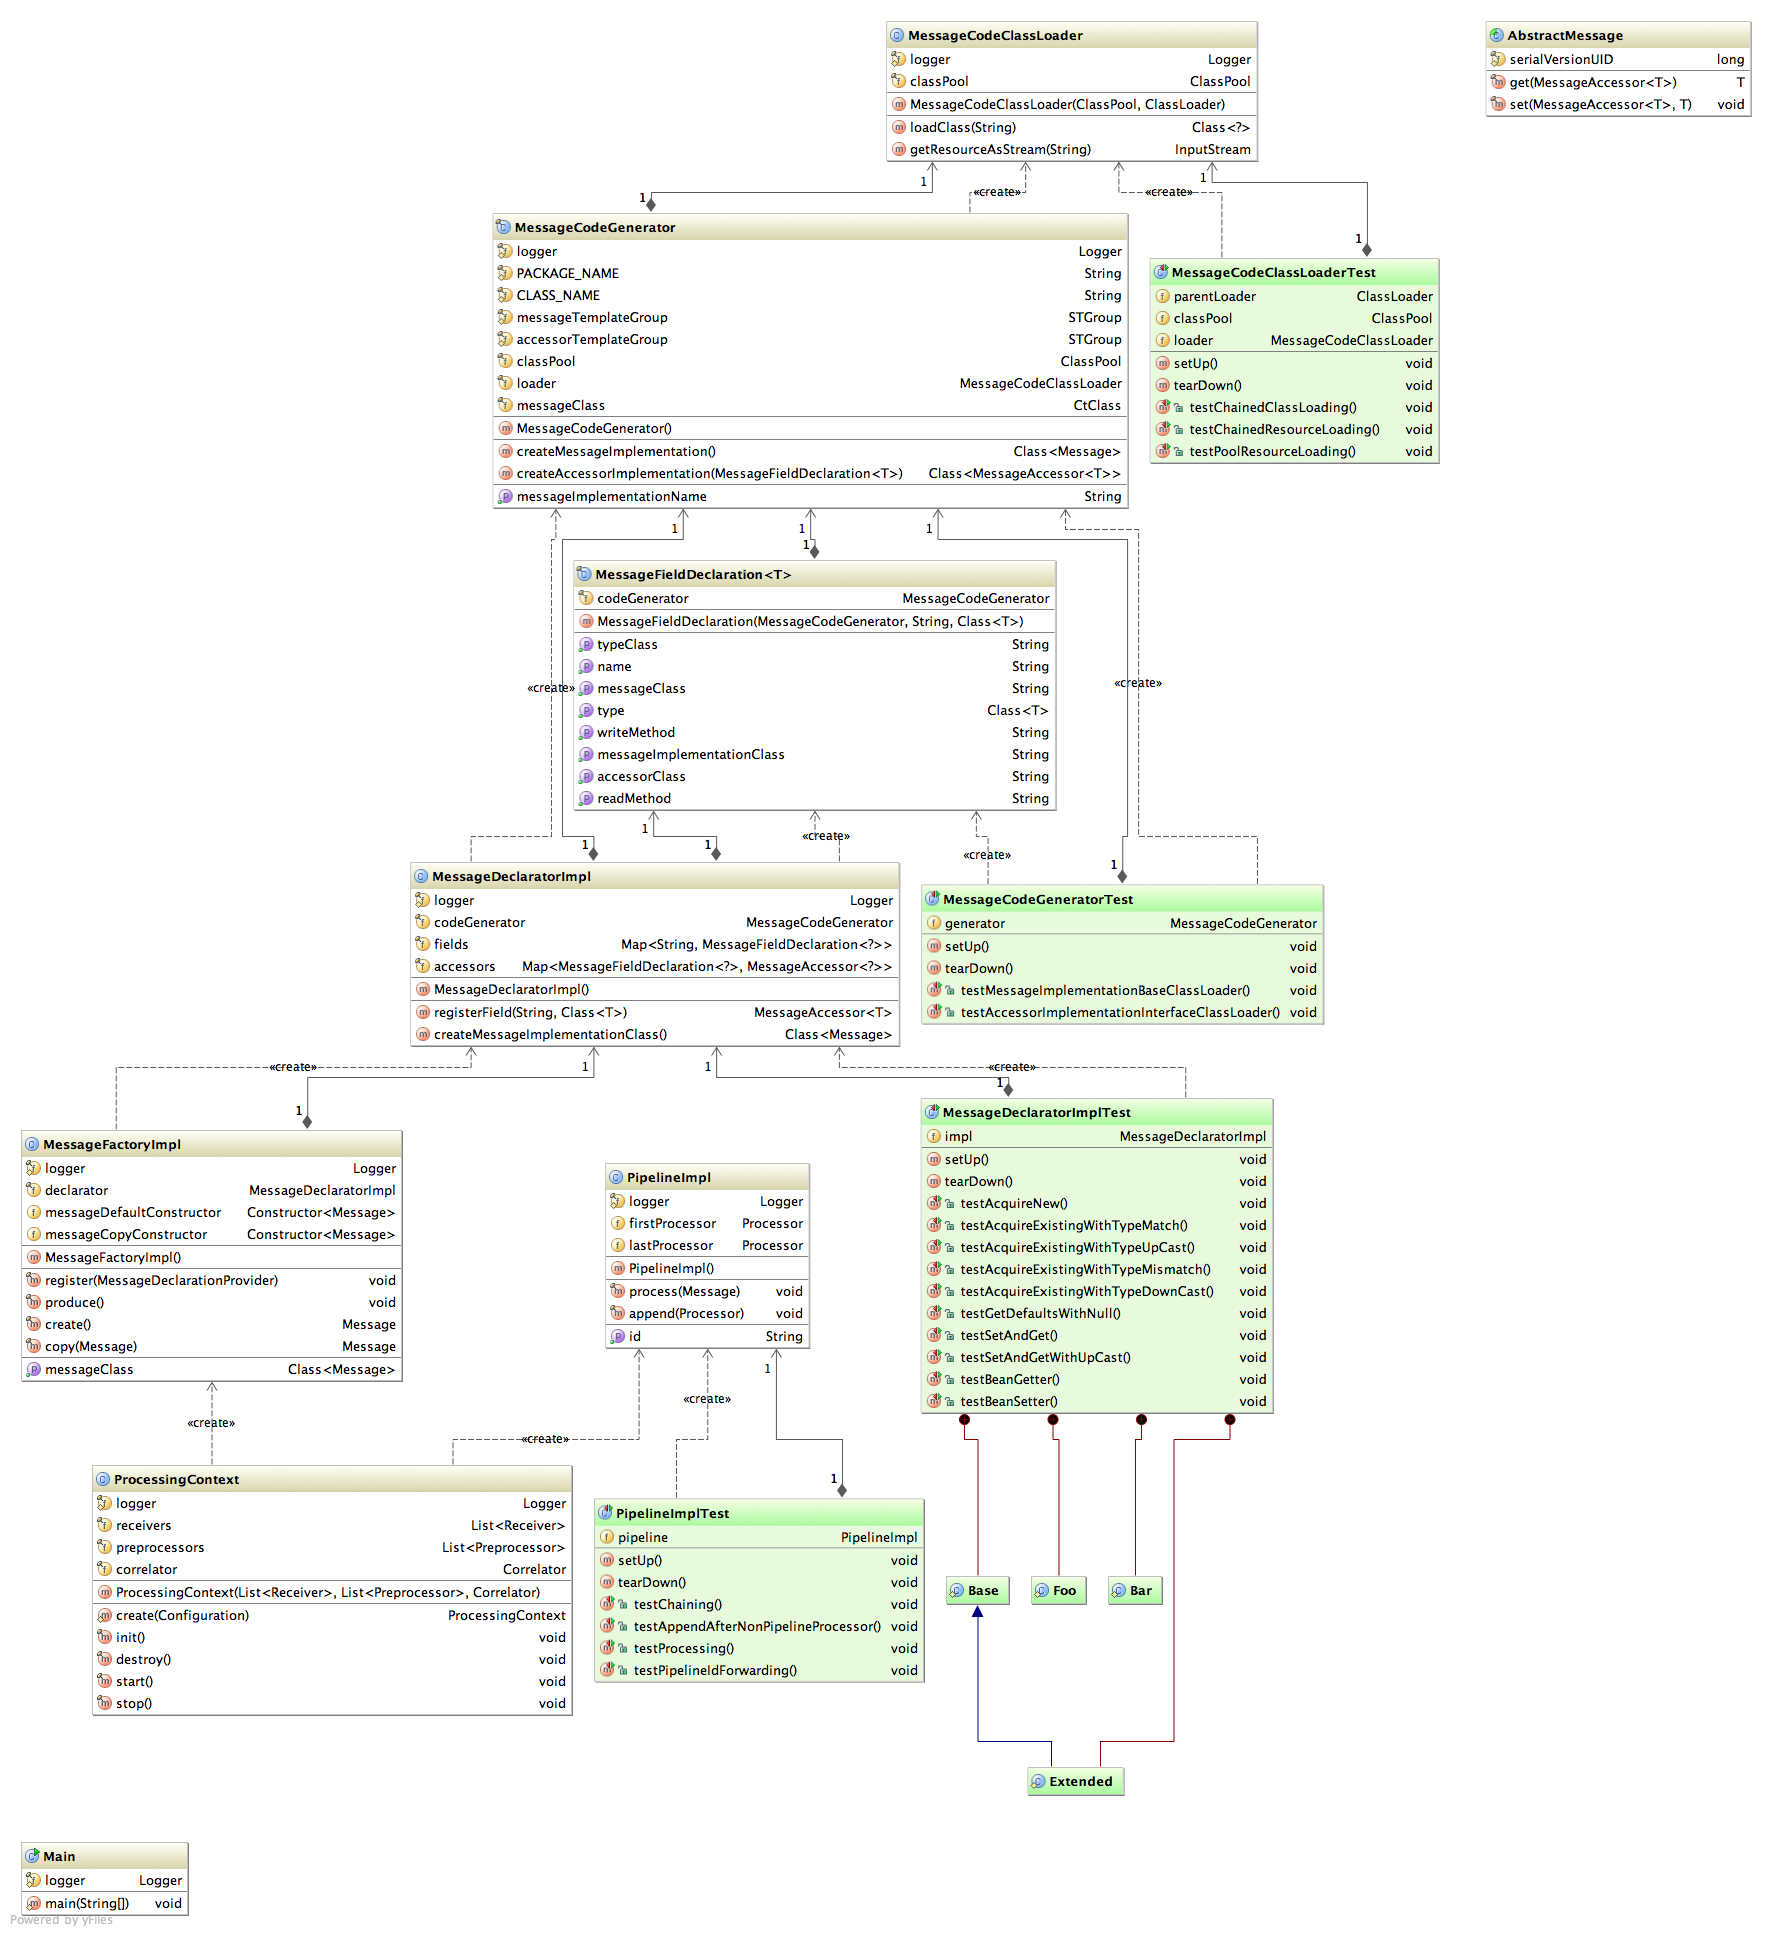 MessageCodeClassLoader
logger Logger
classPool ClassPool
MessageCodeClassLoader(ClassPool, ClassLoader)
loadClass(String) Class<?>
getResourceAsStream(String) InputStream
AbstractMessage
serialVersionUID long
get(MessageAccessor<T>) T
set(MessageAccessor<T>, T) void
1
1
«create»
«create»
1
1
MessageCodeGenerator
logger Logger
PACKAGE_NAME String
CLASS_NAME String
messageTemplateGroup STGroup
accessorTemplateGroup STGroup
classPool ClassPool
loader MessageCodeClassLoader
messageClass CtClass
MessageCodeGenerator()
createMessageImplementation() Class<Message>
createAccessorImplementation(MessageFieldDeclaration<T>) Class<MessageAccessor<T>>
messageImplementationName String
MessageCodeClassLoaderTest
parentLoader ClassLoader
classPool ClassPool
loader MessageCodeClassLoader
setUp() void
tearDown() void
testChainedClassLoading() void
testChainedResourceLoading() void
testPoolResourceLoading() void
1
1
1
1
MessageFieldDeclaration<T>
codeGenerator MessageCodeGenerator
MessageFieldDeclaration(MessageCodeGenerator, String, Class<T>)
typeClass String
name String
messageClass String
type Class<T>
writeMethod String
messageImplementationClass String
accessorClass String
readMethod String
«create»
«create»
1
1
1
«create»
«create»
1
MessageDeclaratorImpl
logger Logger
codeGenerator MessageCodeGenerator
fields Map<String, MessageFieldDeclaration<?>>
accessors Map<MessageFieldDeclaration<?>, MessageAccessor<?>>
MessageDeclaratorImpl()
registerField(String, Class<T>) MessageAccessor<T>
createMessageImplementationClass() Class<Message>
MessageCodeGeneratorTest
generator MessageCodeGenerator
setUp() void
tearDown() void
testMessageImplementationBaseClassLoader() void
testAccessorImplementationInterfaceClassLoader() void
«create»
1
1
«create»
1
1
MessageFactoryImpl
logger Logger
declarator MessageDeclaratorImpl
messageDefaultConstructor Constructor<Message>
messageCopyConstructor Constructor<Message>
MessageFactoryImpl()
register(MessageDeclarationProvider) void
produce() void
create() Message
copy(Message) Message
messageClass Class<Message>
PipelineImpl
logger Logger
firstProcessor Processor
lastProcessor Processor
PipelineImpl()
process(Message) void
append(Processor) void
id String
MessageDeclaratorImplTest
impl MessageDeclaratorImpl
setUp() void
tearDown() void
testAcquireNew() void
testAcquireExistingWithTypeMatch() void
testAcquireExistingWithTypeUpCast() void
testAcquireExistingWithTypeMismatch() void
testAcquireExistingWithTypeDownCast() void
testGetDefaultsWithNull() void
testSetAndGet() void
testSetAndGetWithUpCast() void
testBeanGetter() void
testBeanSetter() void
«create»
«create»
«create»
1
1
ProcessingContext
logger Logger
receivers List<Receiver>
preprocessors List<Preprocessor>
correlator Correlator
ProcessingContext(List<Receiver>, List<Preprocessor>, Correlator)
create(Configuration) ProcessingContext
init() void
destroy() void
start() void
stop() void
PipelineImplTest
pipeline PipelineImpl
setUp() void
tearDown() void
testChaining() void
testAppendAfterNonPipelineProcessor() void
testProcessing() void
testPipelineIdForwarding() void
Base
Foo
Bar
Extended
Main
logger Logger
main(String[]) void
Powered by yFiles